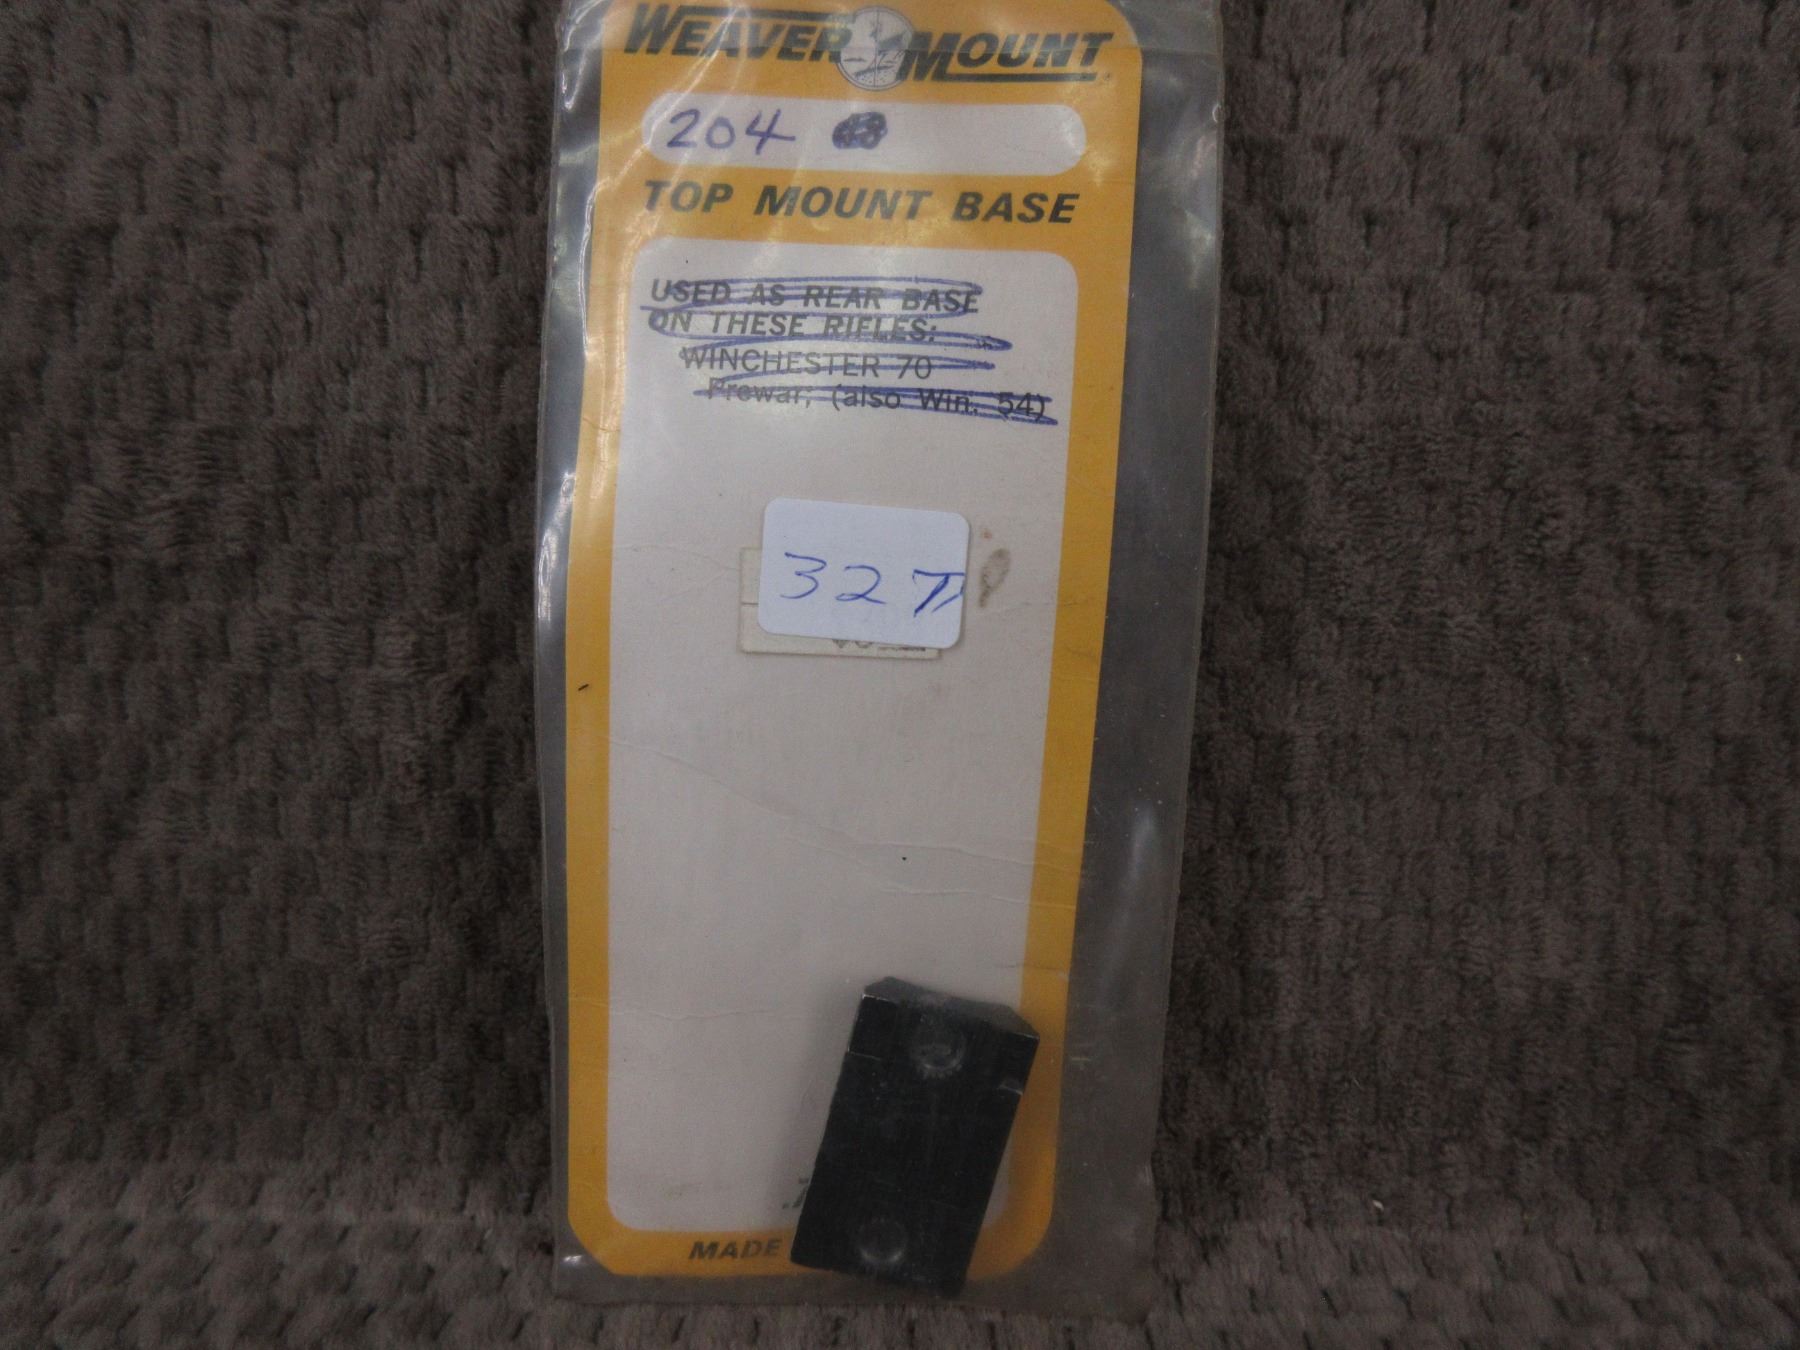 WEAVER MOUNT
204
TOP MOUNT BASE
USED AS REAR BASE
ON THESE RIFLES:
WINCHESTER 70
Prewar; (also Win. 54)
32
MADE